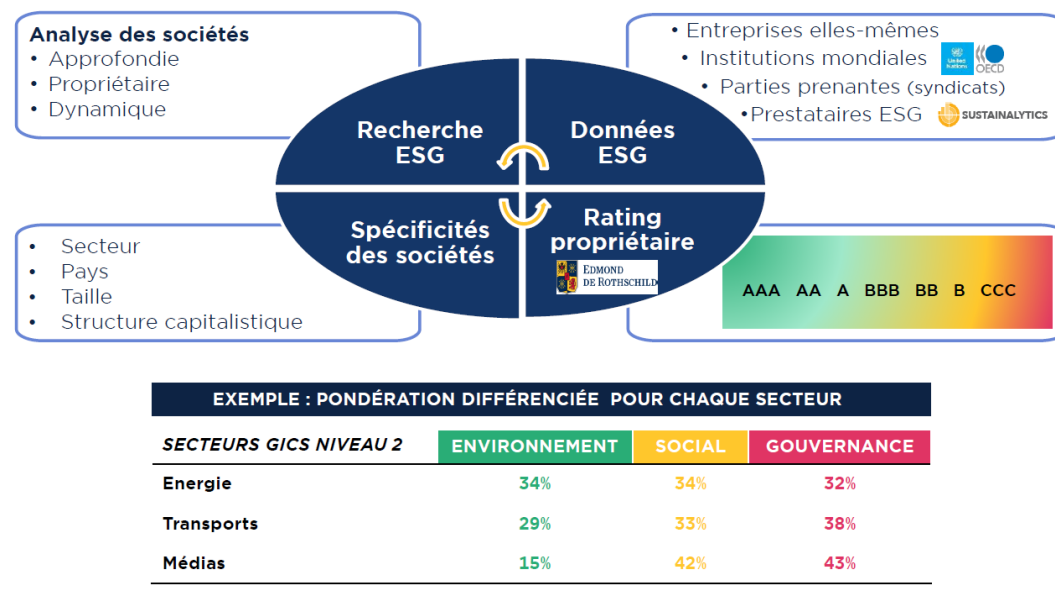 Analyse des sociétés
• Approfondie
• Propriétaire
• Dynamique
• Entreprises elles-mêmes
• Institutions mondiales
United Nations
OECD
• Parties prenantes (syndicats)
•Prestataires ESG
SUSTAINALYTICS
Recherche
ESG
Données
ESG
Spécificités
des sociétés
Rating
propriétaire
EDMOND
DE ROTHSCHILD
• Secteur
• Pays
• Taille
• Structure capitalistique
AAA AA A BBB BB B CCC
EXEMPLE : PONDÉRATION DIFFÉRENCIÉE POUR CHAQUE SECTEUR
SECTEURS GICS NIVEAU 2 ENVIRONNEMENT SOCIAL GOUVERNANCE
Energie 34% 34% 32%
Transports 29% 33% 38%
Médias 15% 42% 43%